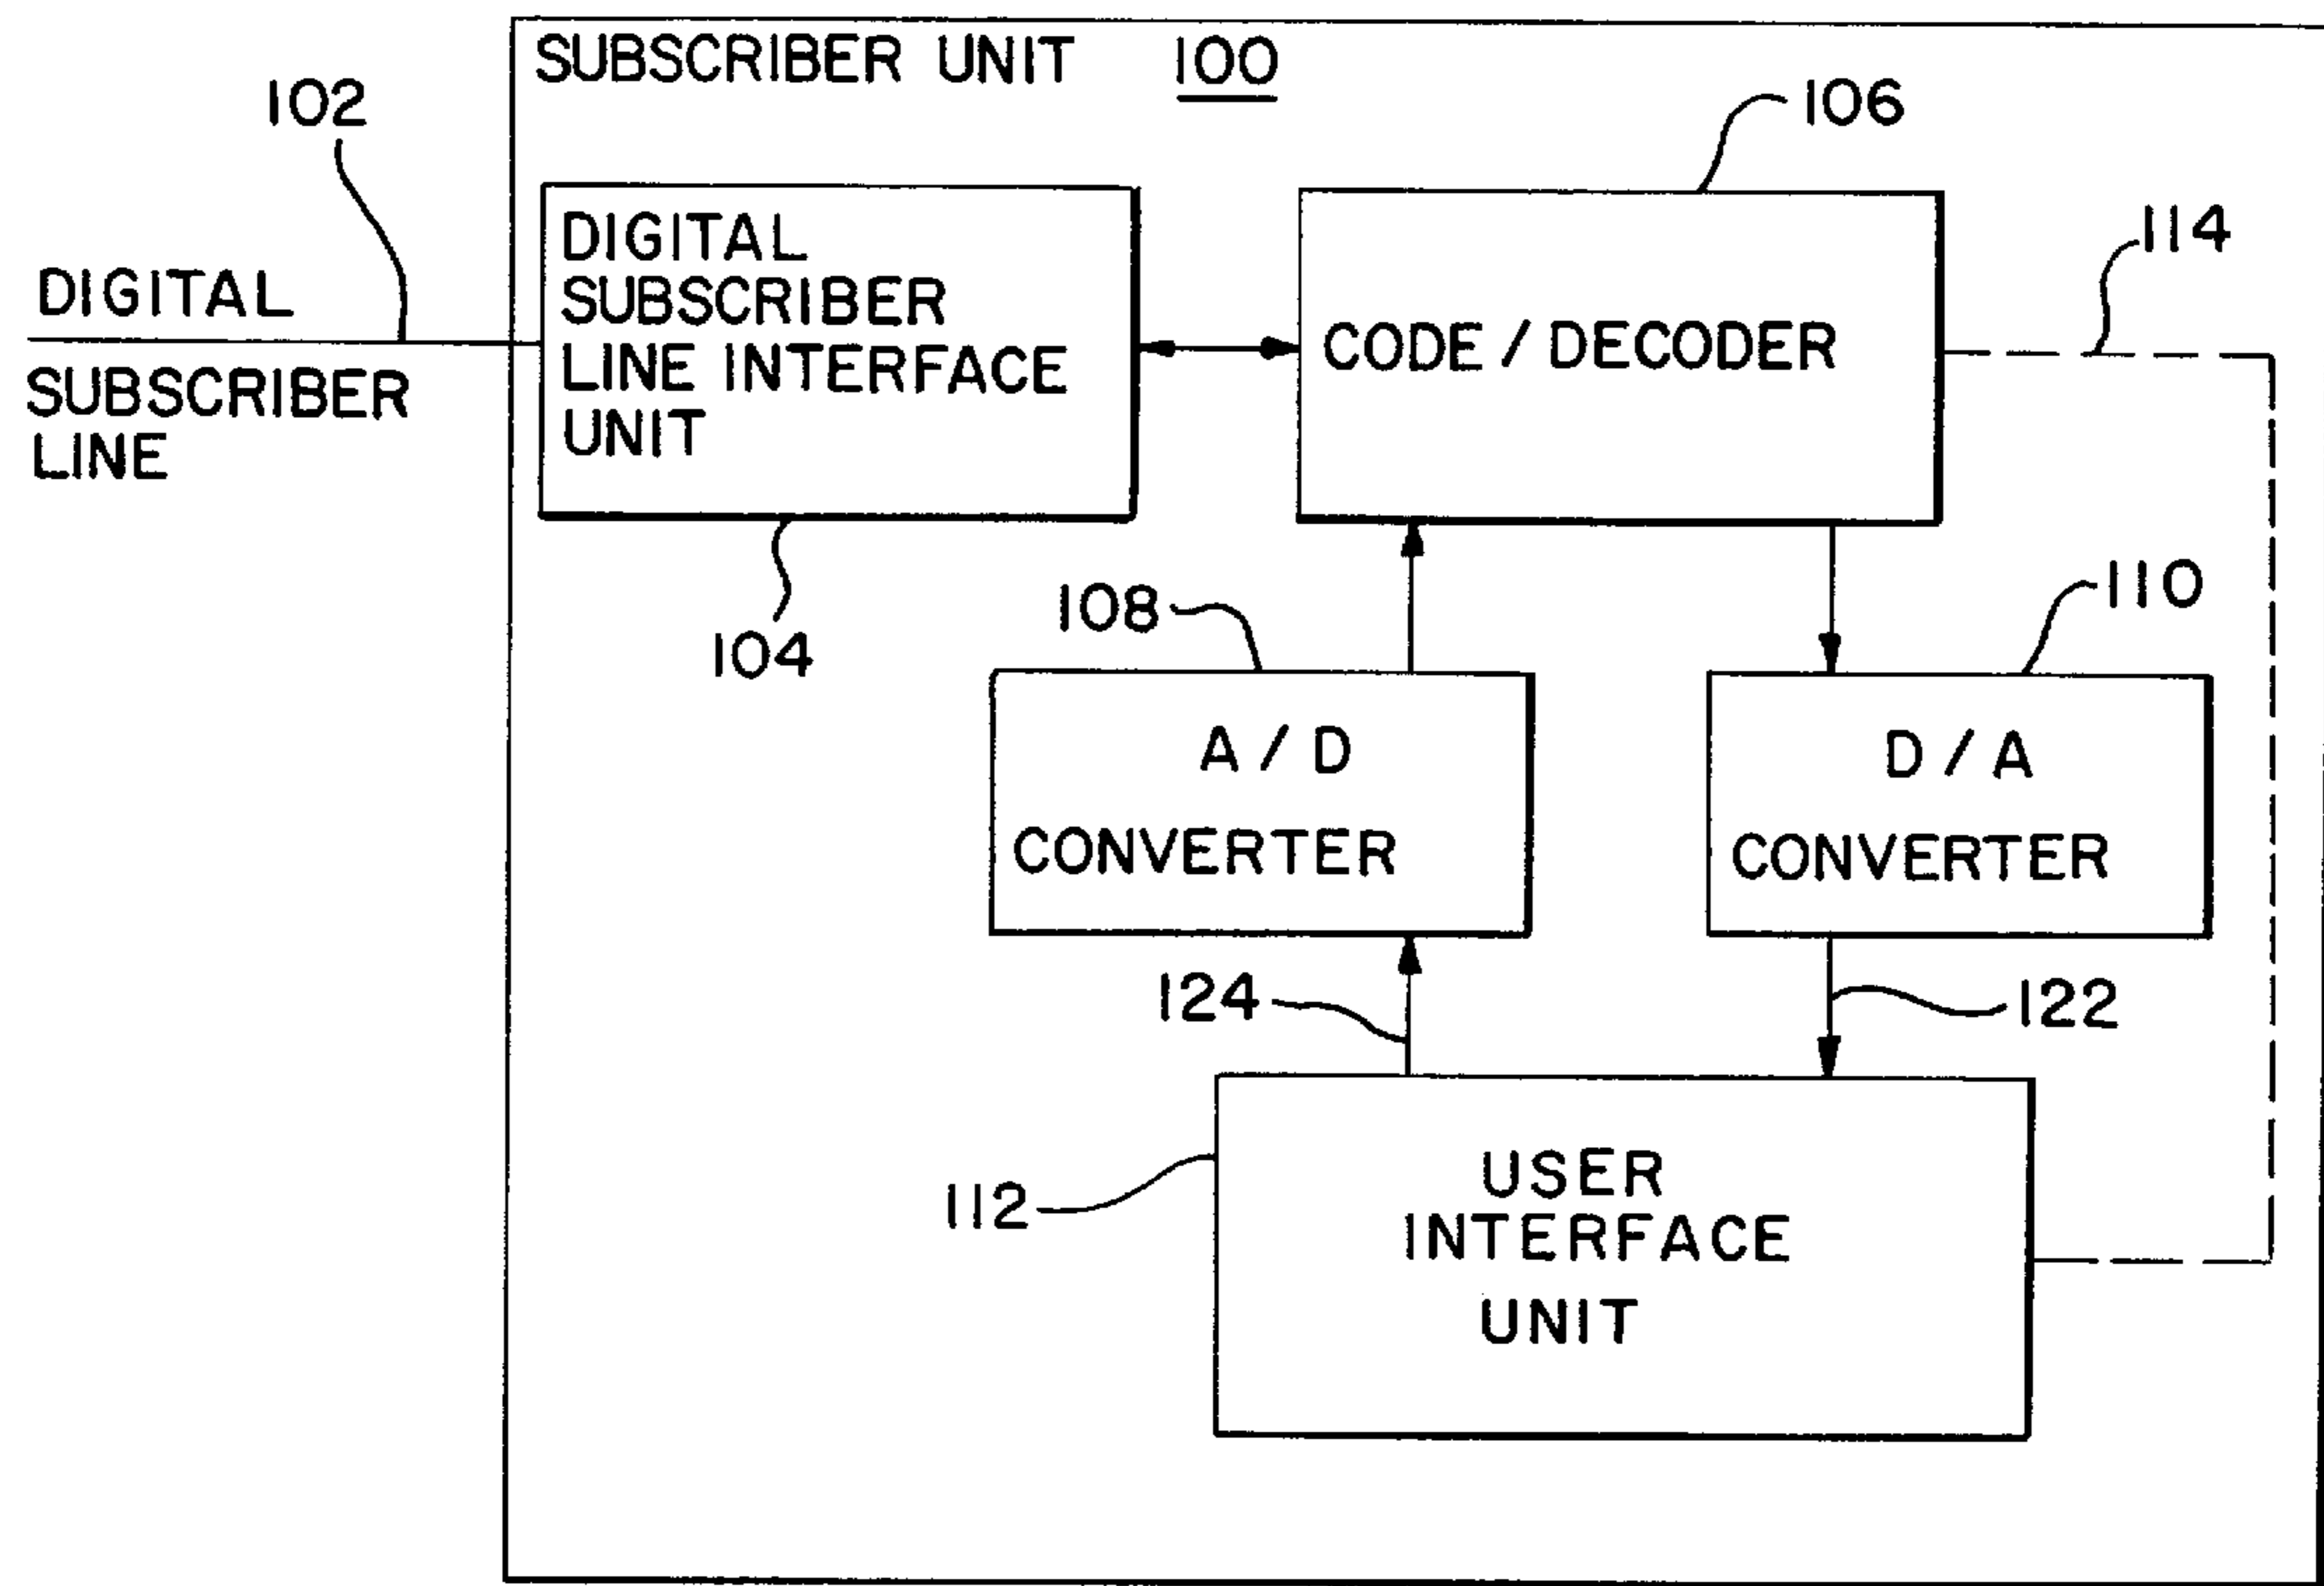 SUBSCRIBER UNIT 100
102
106
114
DIGITAL
SUBSCRIBER
LINE
DIGITAL
SUBSCRIBER
LINE INTERFACE
UNIT
CODE / DECODER
104
108
110
A / D
CONVERTER
D / A
CONVERTER
124
122
112
USER
INTERFACE
UNIT